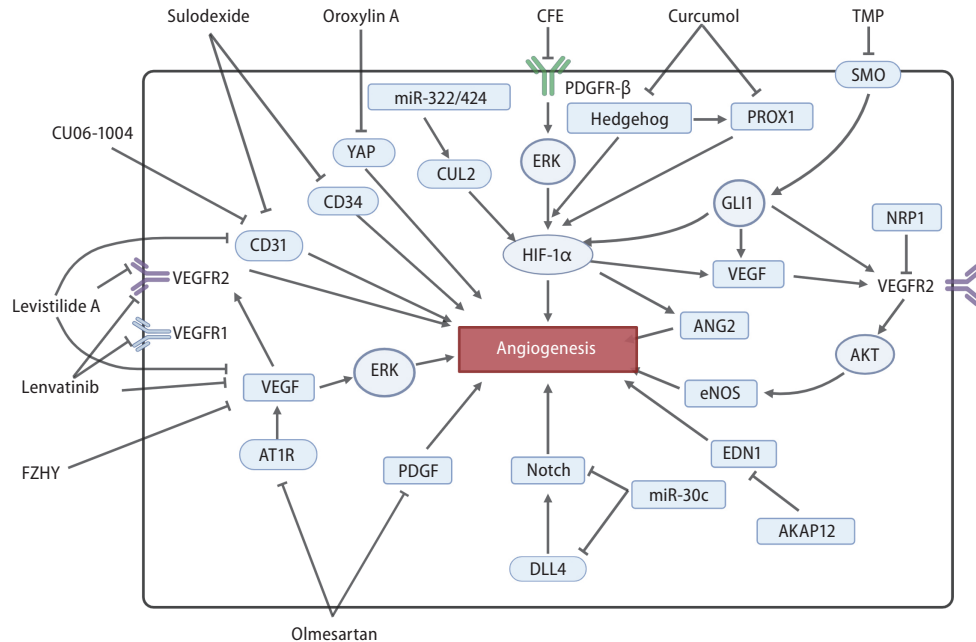 Sulodexide
Oroxylin A
CFE
Curcumol
TMP
SMO
PDGFR-β
miR-322/424
Hedgehog
PROX1
CU06-1004
YAP
ERK
CUL2
CD34
GLI1
NRP1
CD31
HIF-1α
VEGFR2
VEGF
VEGFR2
Levistilide A
VEGFR1
ANG2
Angiogenesis
AKT
Lenvatinib
VEGF
ERK
eNOS
FZHY
AT1R
PDGF
Notch
EDN1
miR-30c
AKAP12
DLL4
Olmesartan